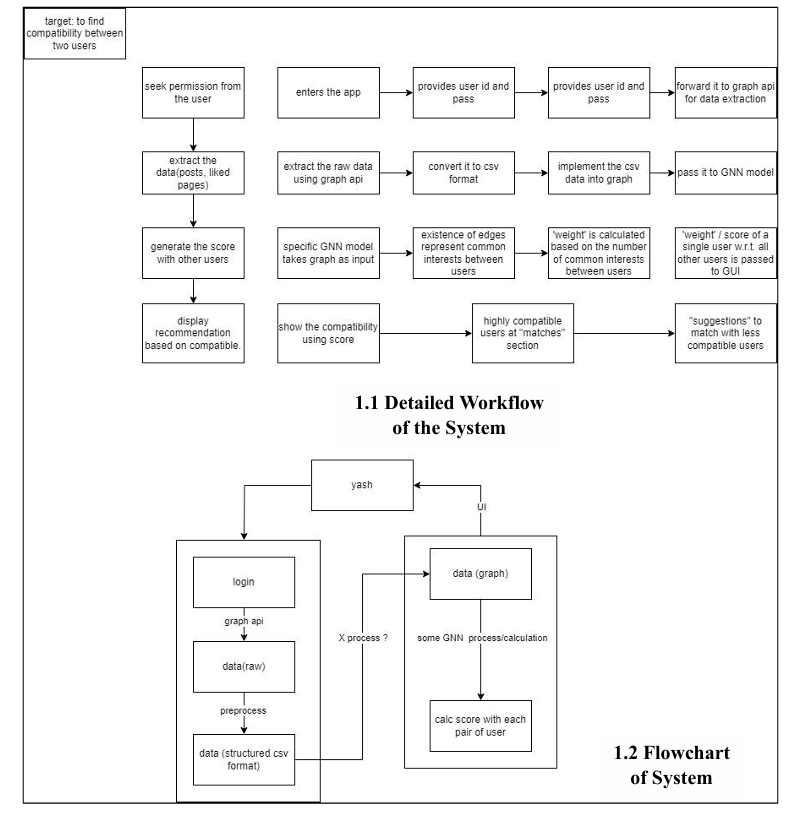 target: to find
compatibility between
two users
seek permission from
the user
enters the app
provides user id and
pass
provides user id and
pass
forward it to graph api
for data extraction
extract the
data(posts, liked
pages)
extract the raw data
using graph api
convert it to csv
format
implement the csv
data into graph
pass it to GNN model
generate the score
with other users
specific GNN model
takes graph as input
existence of edges
represent common
interests between
users
'weight' is calculated
based on the number
of common interests
between users
'weight' / score of a
single user w.r.t. all
other users is passed
to GUI
display
recommendation
based on compatible.
show the compatibility
using score
highly compatible
users at "matches"
section
"suggestions" to
match with less
compatible users
1.1 Detailed Workflow
of the System
yash
UI
login
graph api
data(raw)
preprocess
data (structured csv
format)
X process ?
data (graph)
some GNN process/calculation
calc score with each
pair of user
1.2 Flowchart
of System